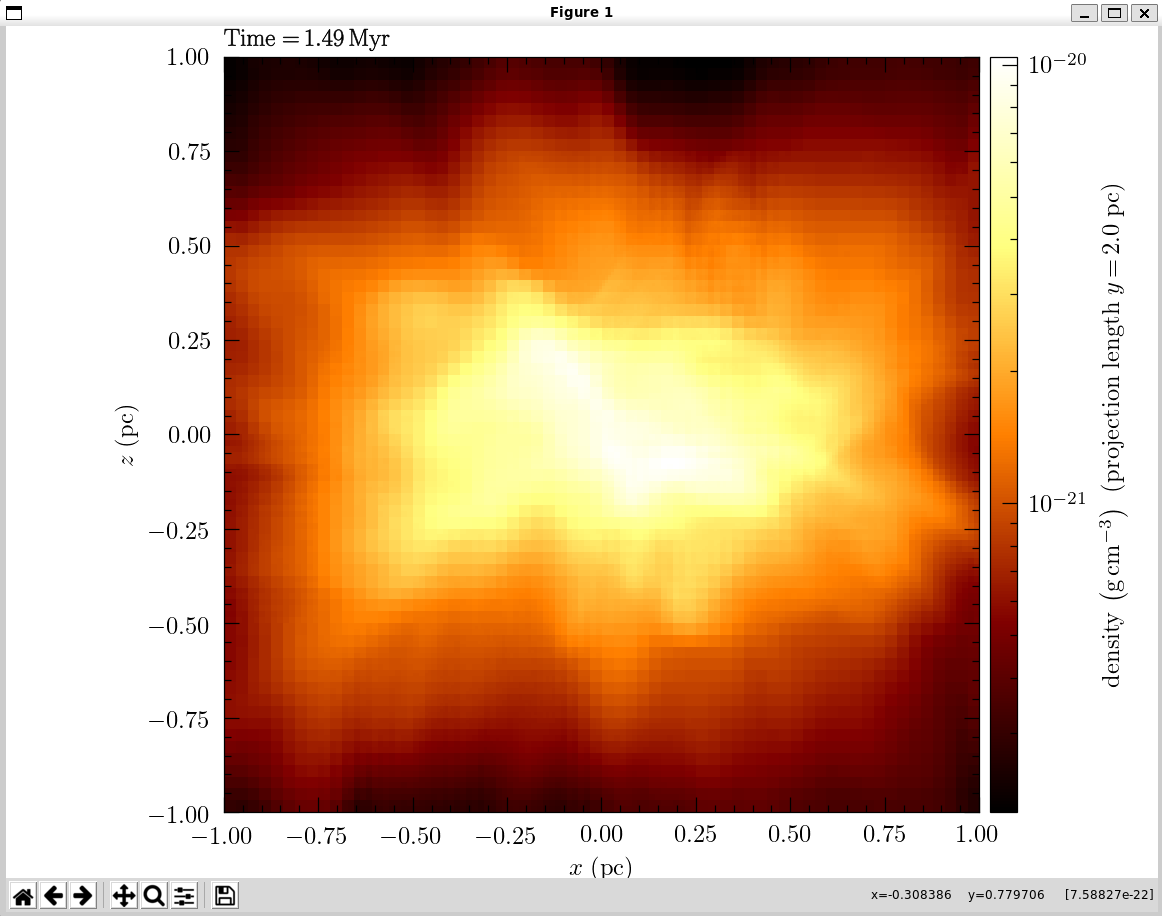 Figure 1
Time = 1.49 Myr
1.00
0.75
0.50
0.25
0.00
−0.25
−0.50
−0.75
−1.00
z (pc)
−1.00 −0.75 −0.50 −0.25 0.00 0.25 0.50 0.75 1.00
x (pc)
10⁻²⁰
10⁻²¹
density (g cm⁻³) (projection length y = 2.0 pc)
x=-0.308386 y=0.779706 [7.58827e-22]